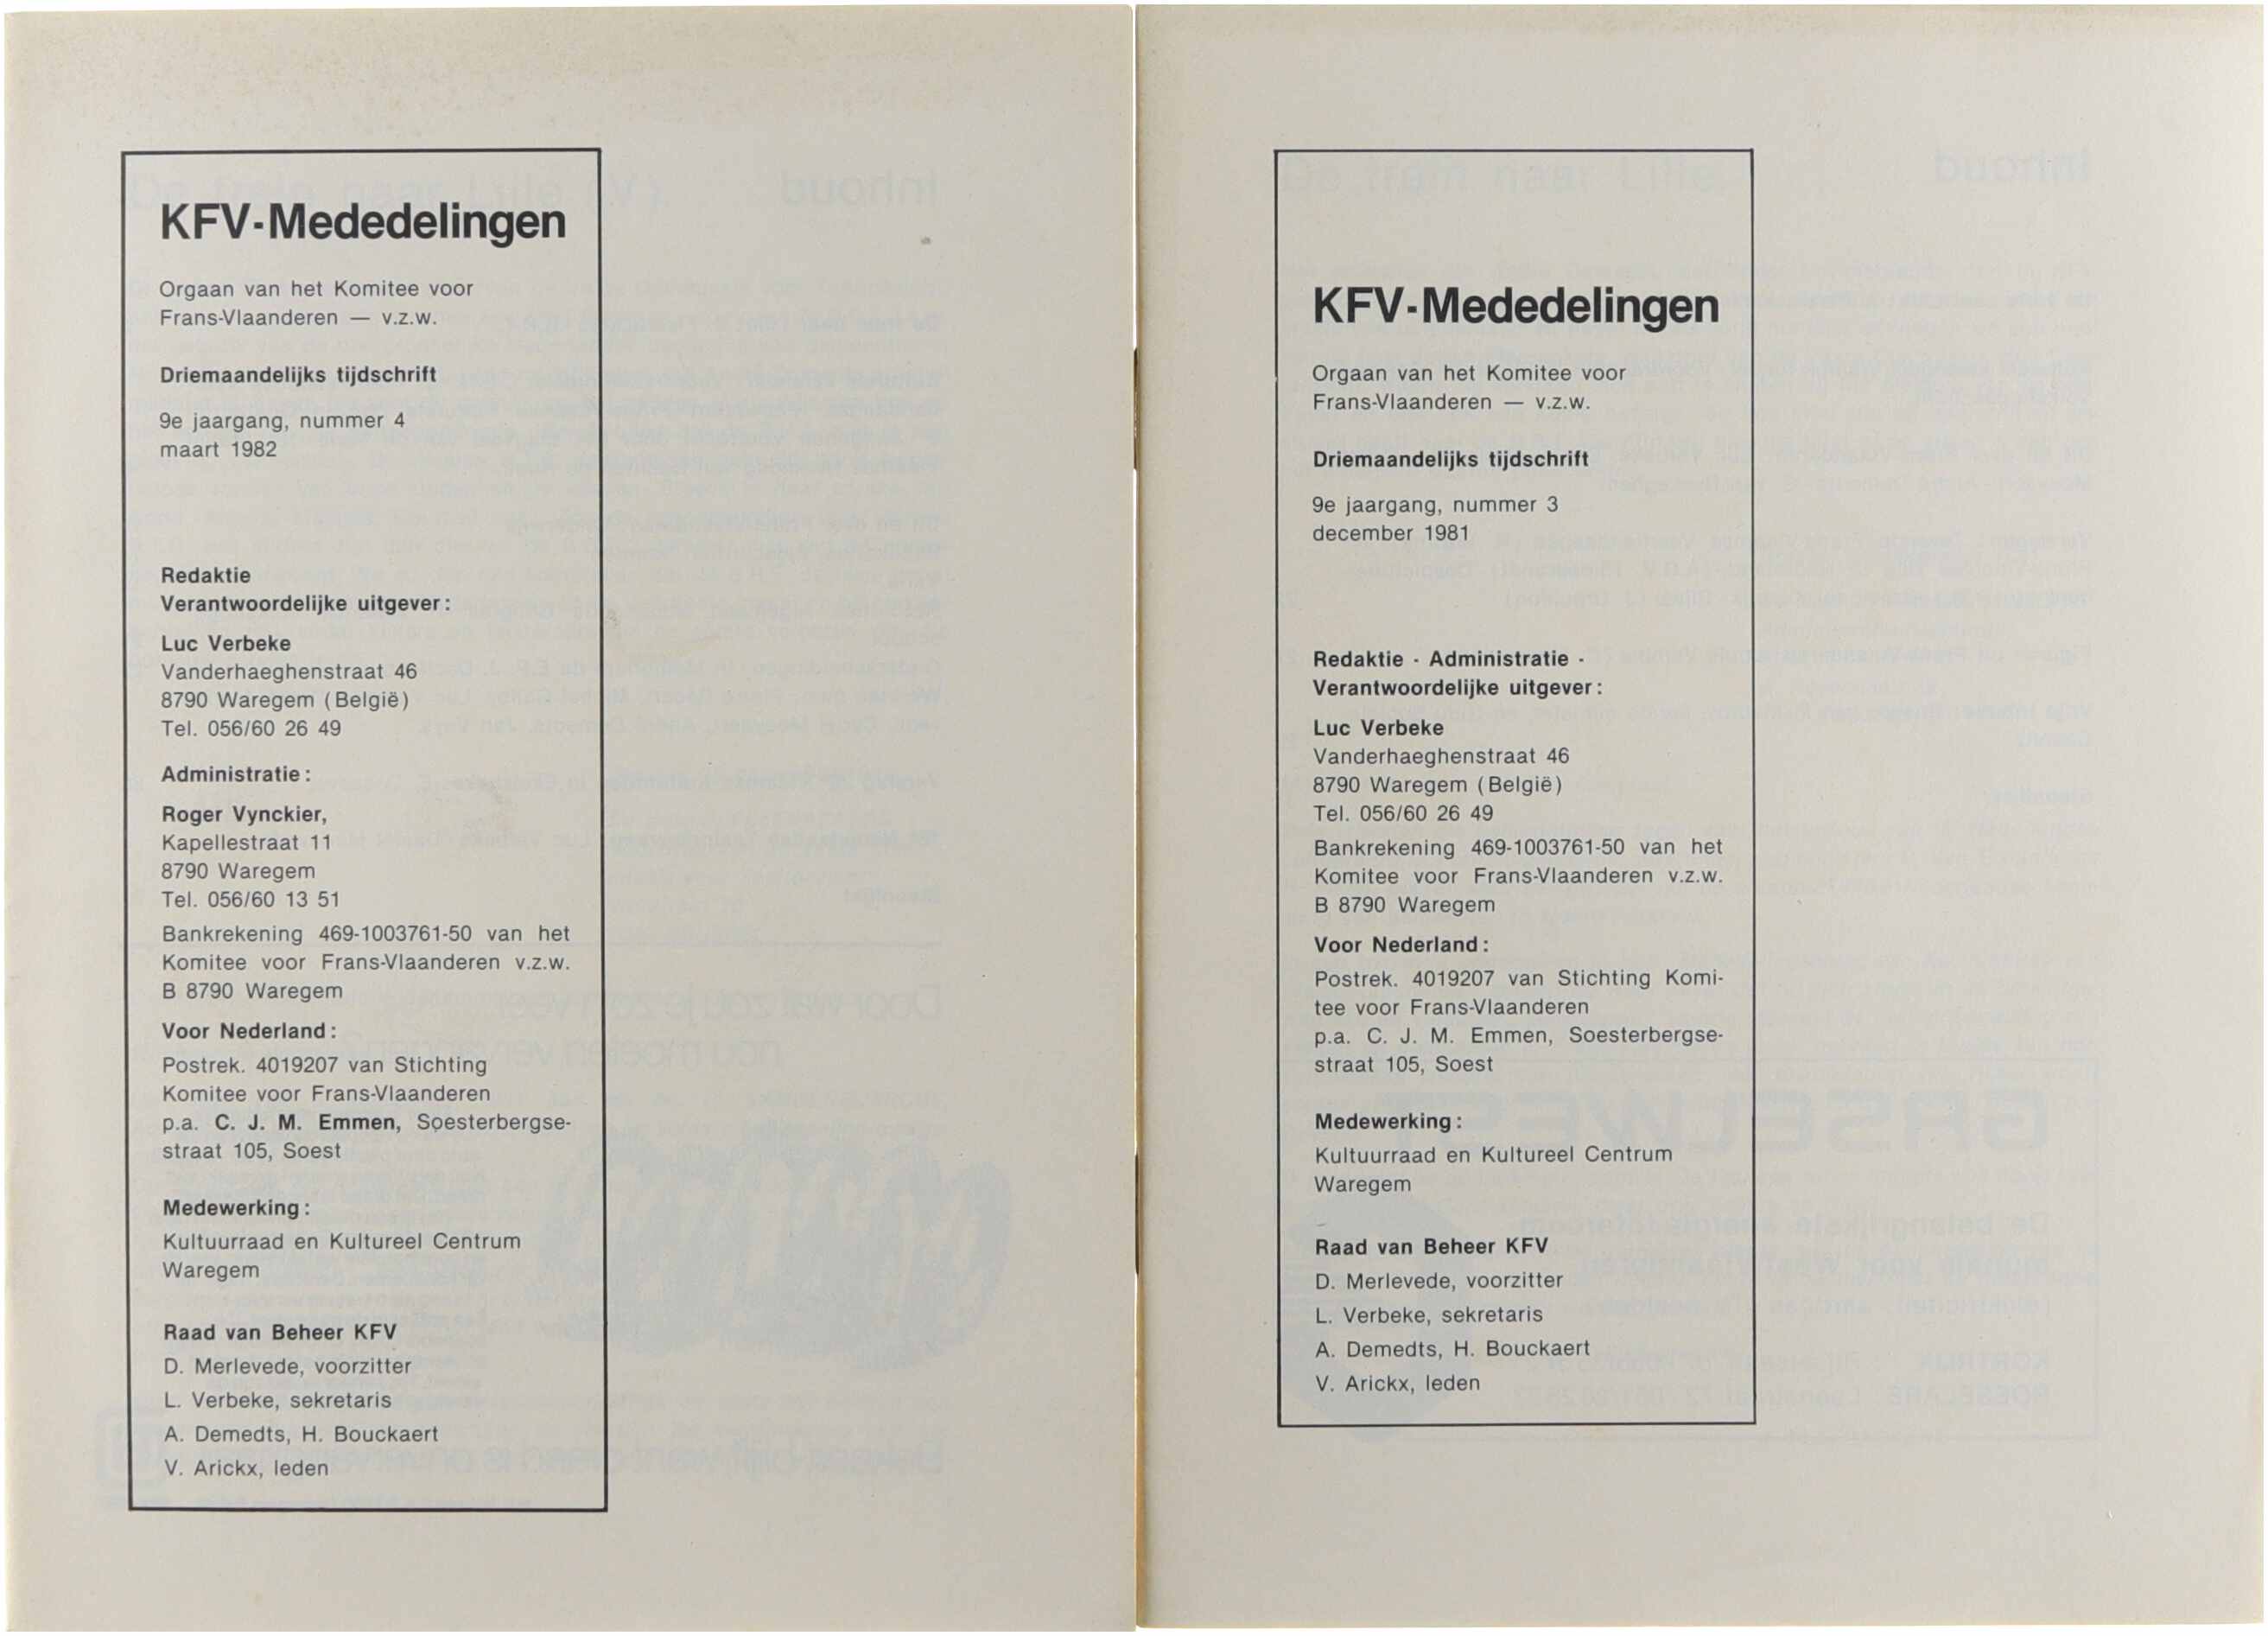 KFV-Mededelingen
Orgaan van het Komitee voor
Frans-Vlaanderen — v.z.w.
Driemaandelijks tijdschrift
9e jaargang, nummer 4
maart 1982
Redaktie
Verantwoordelijke uitgever:
Luc Verbeke
Vanderhaeghenstraat 46
8790 Waregem (België)
Tel. 056/60 26 49
Administratie:
Roger Vynckier,
Kapellestraat 11
8790 Waregem
Tel. 056/60 13 51
Bankrekening 469-1003761-50 van het
Komitee voor Frans-Vlaanderen v.z.w.
B 8790 Waregem
Voor Nederland:
Postrek. 4019207 van Stichting
Komitee voor Frans-Vlaanderen
p.a. C. J. M. Emmen, Soesterbergse-
straat 105, Soest
Medewerking:
Kultuurraad en Kultureel Centrum
Waregem
Raad van Beheer KFV
D. Merlevede, voorzitter
L. Verbeke, sekretaris
A. Demedts, H. Bouckaert
V. Arickx, leden
KFV-Mededelingen
Orgaan van het Komitee voor
Frans-Vlaanderen — v.z.w.
Driemaandelijks tijdschrift
9e jaargang, nummer 3
december 1981
Redaktie - Administratie -
Verantwoordelijke uitgever:
Luc Verbeke
Vanderhaeghenstraat 46
8790 Waregem (België)
Tel. 056/60 26 49
Bankrekening 469-1003761-50 van het
Komitee voor Frans-Vlaanderen v.z.w.
B 8790 Waregem
Voor Nederland:
Postrek. 4019207 van Stichting Komi-
tee voor Frans-Vlaanderen
p.a. C. J. M. Emmen, Soesterbergse-
straat 105, Soest
Medewerking:
Kultuurraad en Kultureel Centrum
Waregem
Raad van Beheer KFV
D. Merlevede, voorzitter
L. Verbeke, sekretaris
A. Demedts, H. Bouckaert
V. Arickx, leden